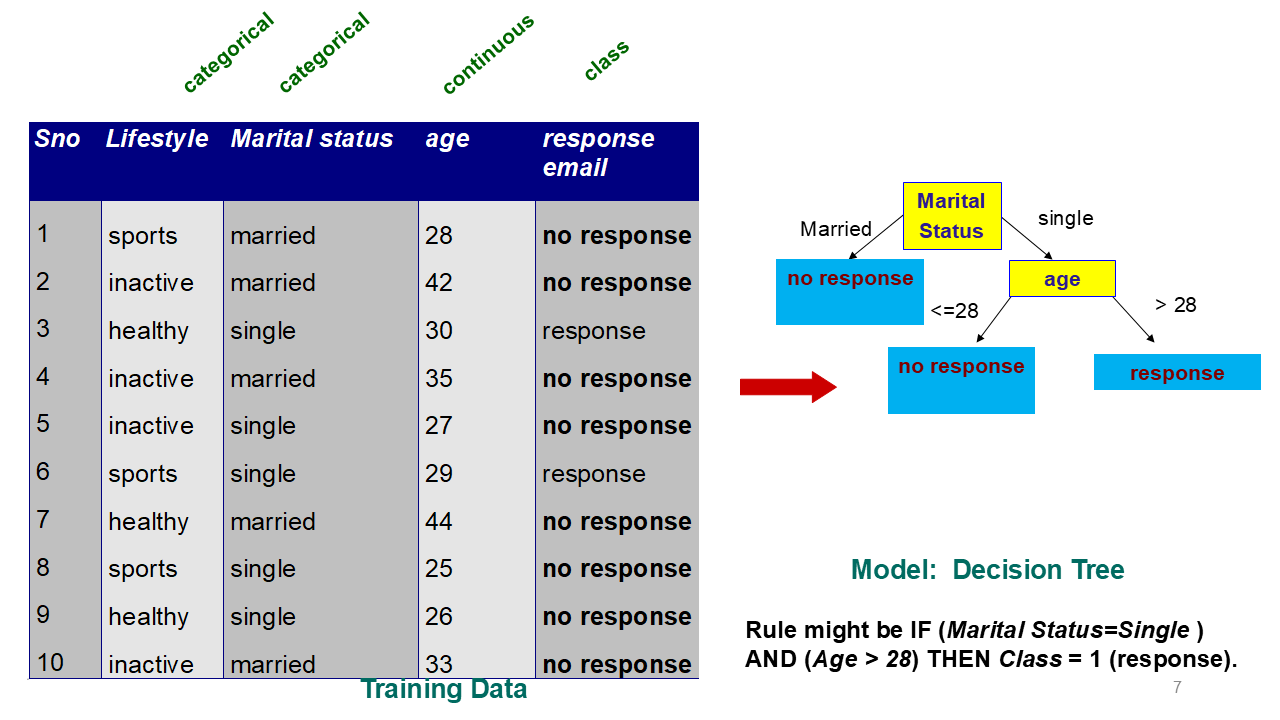 categorical categorical continuous class
Sno Lifestyle Marital status age response
email
1 sports married 28 no response
2 inactive married 42 no response
3 healthy single 30 response
4 inactive married 35 no response
5 inactive single 27 no response
6 sports single 29 response
7 healthy married 44 no response
8 sports single 25 no response
9 healthy single 26 no response
10 inactive married 33 no response
Training Data
Marital
Status
Married
single
no response
age
<=28
> 28
no response
response
Model: Decision Tree
Rule might be IF (Marital Status=Single )
AND (Age > 28) THEN Class = 1 (response).
7